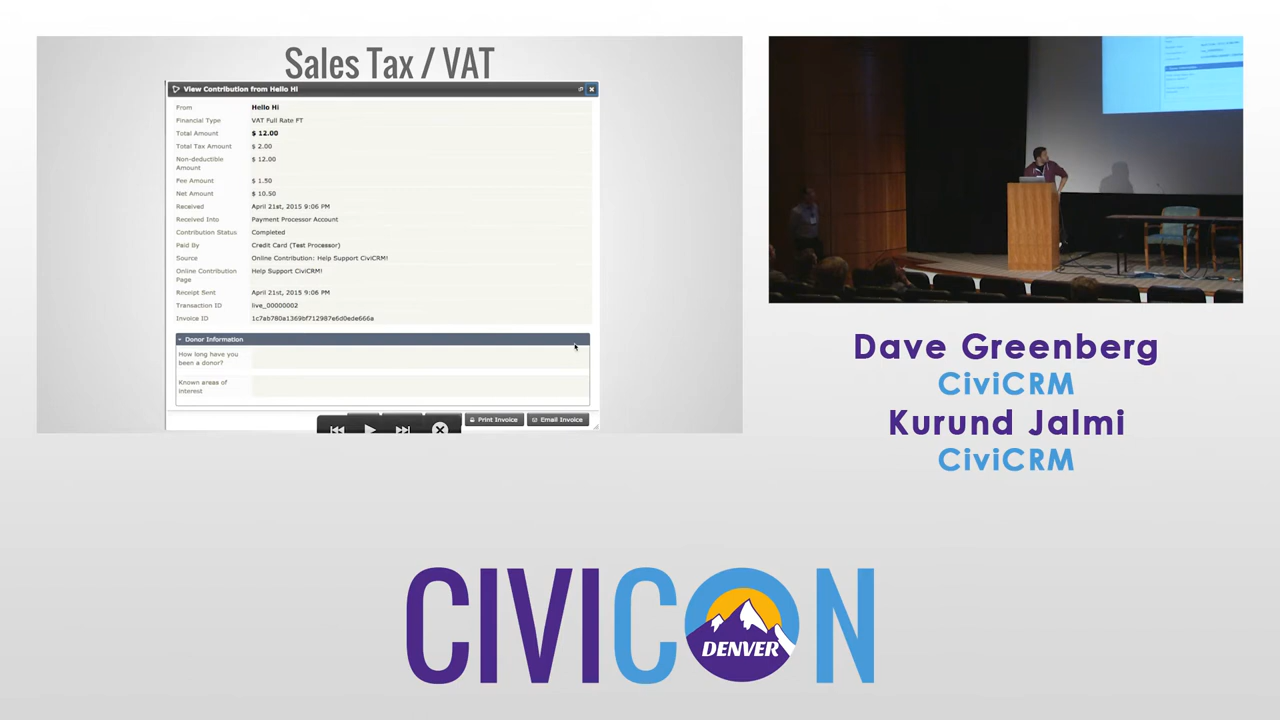 Sales Tax / VAT
View Contribution from Hello Hi
From Hello Hi
Financial Type VAT Full Rate FT
Total Amount $ 12.00
Total Tax Amount $ 2.00
Non-deductible $ 12.00
Amount
Fee Amount $ 1.50
Net Amount $ 10.50
Received April 21st, 2015 9:06 PM
Received Into Payment Processor Account
Contribution Status Completed
Paid By Credit Card (Test Processor)
Source Online Contribution: Help Support CiviCRM!
Online Contribution Help Support CiviCRM!
Page
Receipt Sent April 21st, 2015 9:06 PM
Transaction ID live_00000002
Invoice ID 1c7ab780a1369bf712987e6d0ede666a
Donor Information
How long have you
been a donor?
Known areas of
interest
Print Invoice Email Invoice
Dave Greenberg
CiviCRM
Kurund Jalmi
CiviCRM
CIVICON
DENVER